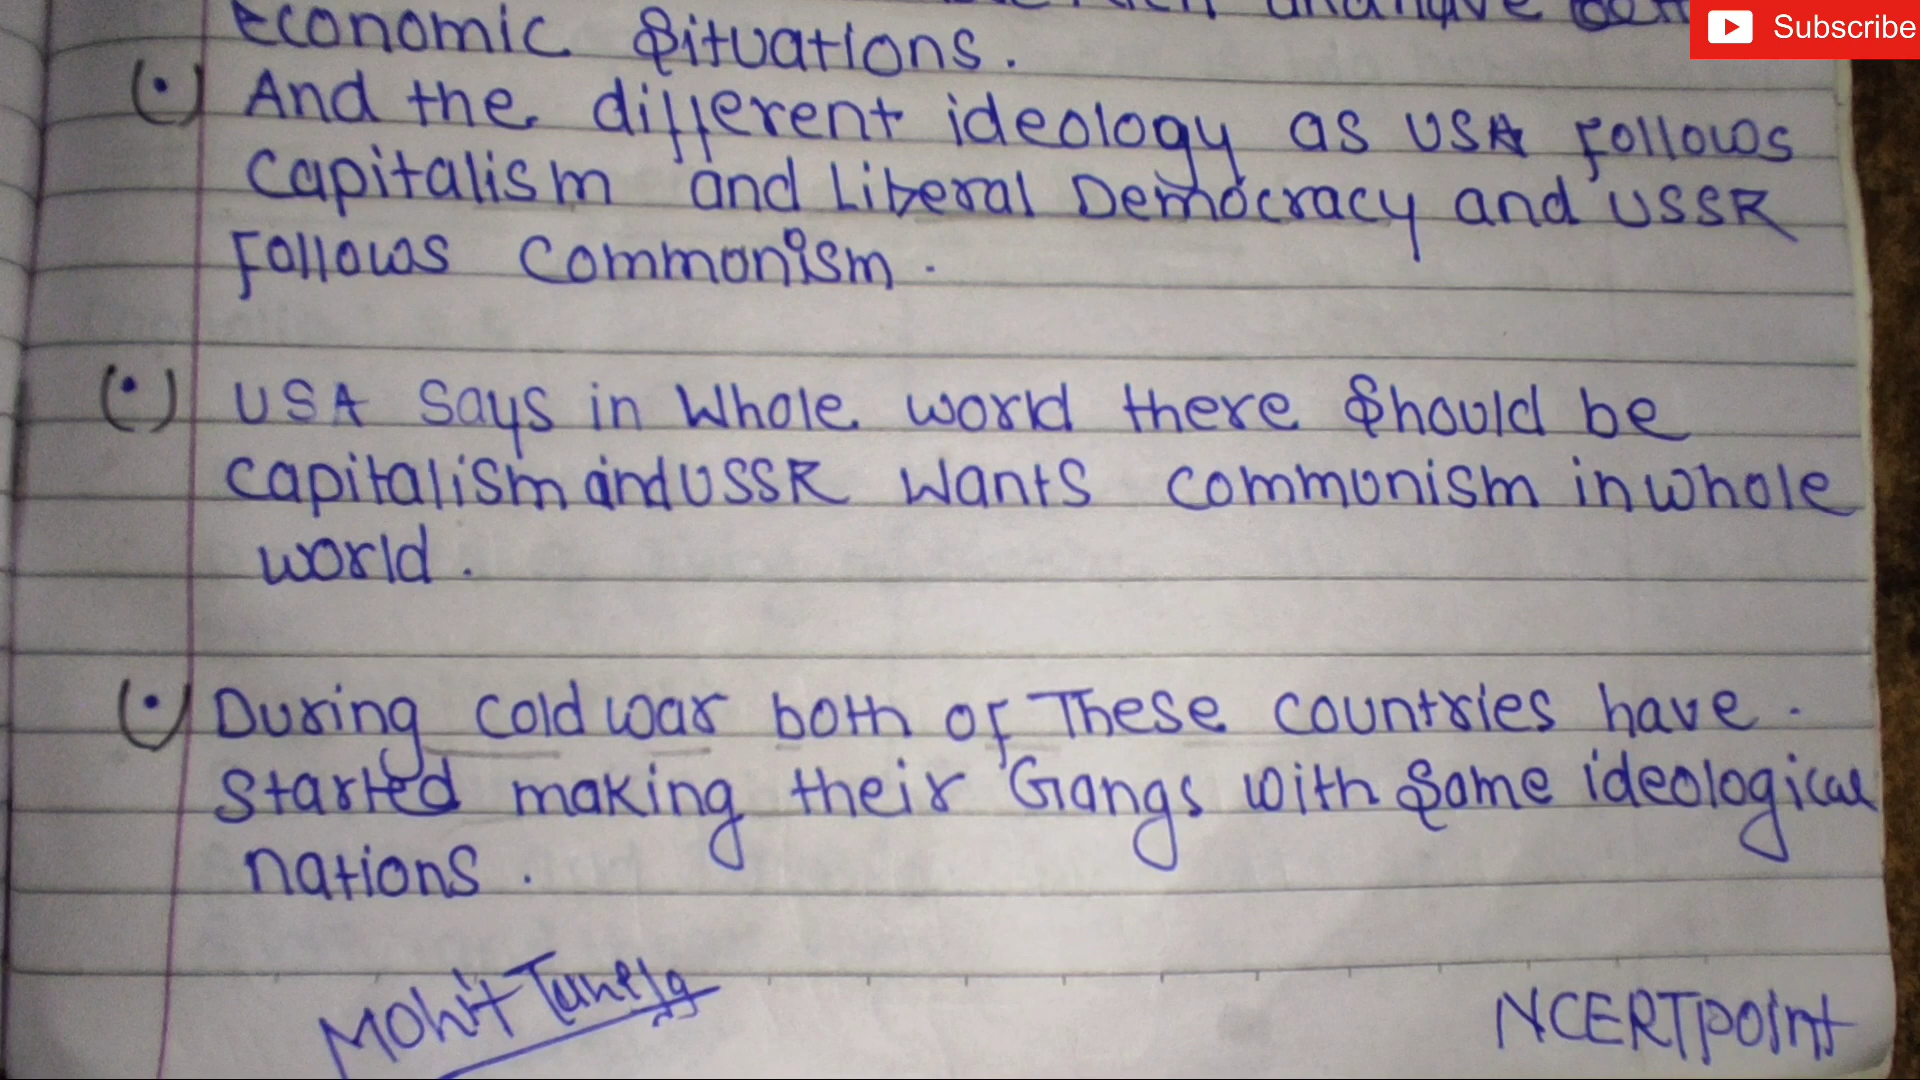 Subscribe
economic situations.
(•) And the different ideology as USA follows
capitalism and Liberal Democracy and USSR
follows Commonism.
(•) USA says in Whole world there should be
capitalism and USSR wants communism in whole
world.
(•) During cold war both of These countries have.
started making their Gangs with same ideological
nations.
Mohit
NCERTpoint